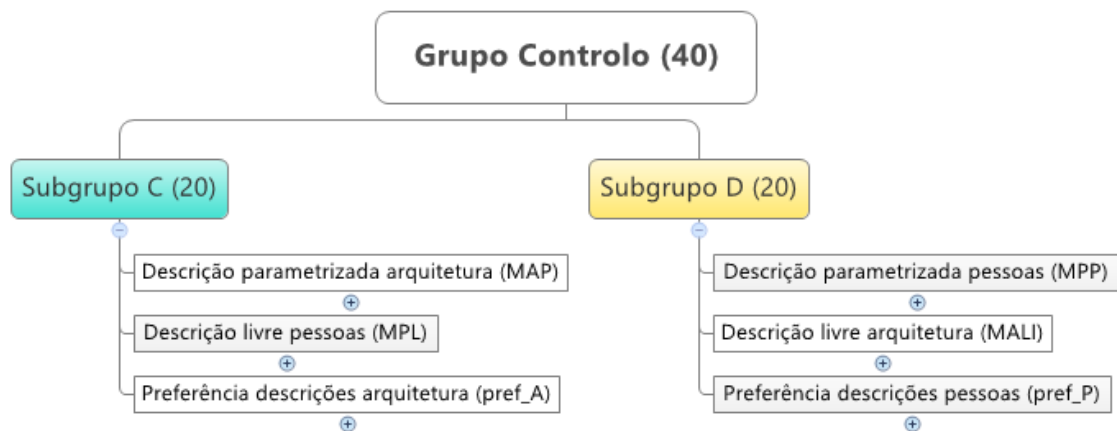 Grupo Controlo (40)
Subgrupo C (20)
Descrição parametrizada arquitetura (MAP)
Descrição livre pessoas (MPL)
Preferência descrições arquitetura (pref_A)
Subgrupo D (20)
Descrição parametrizada pessoas (MPP)
Descrição livre arquitetura (MALI)
Preferência descrições pessoas (pref_P)